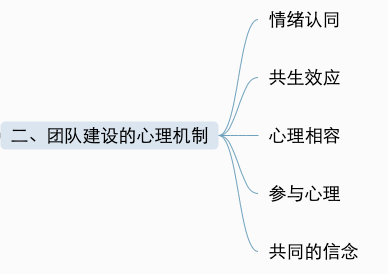 情绪认同
共生效应
二、团队建设的心理机制
心理相容
参与心理
共同的信念